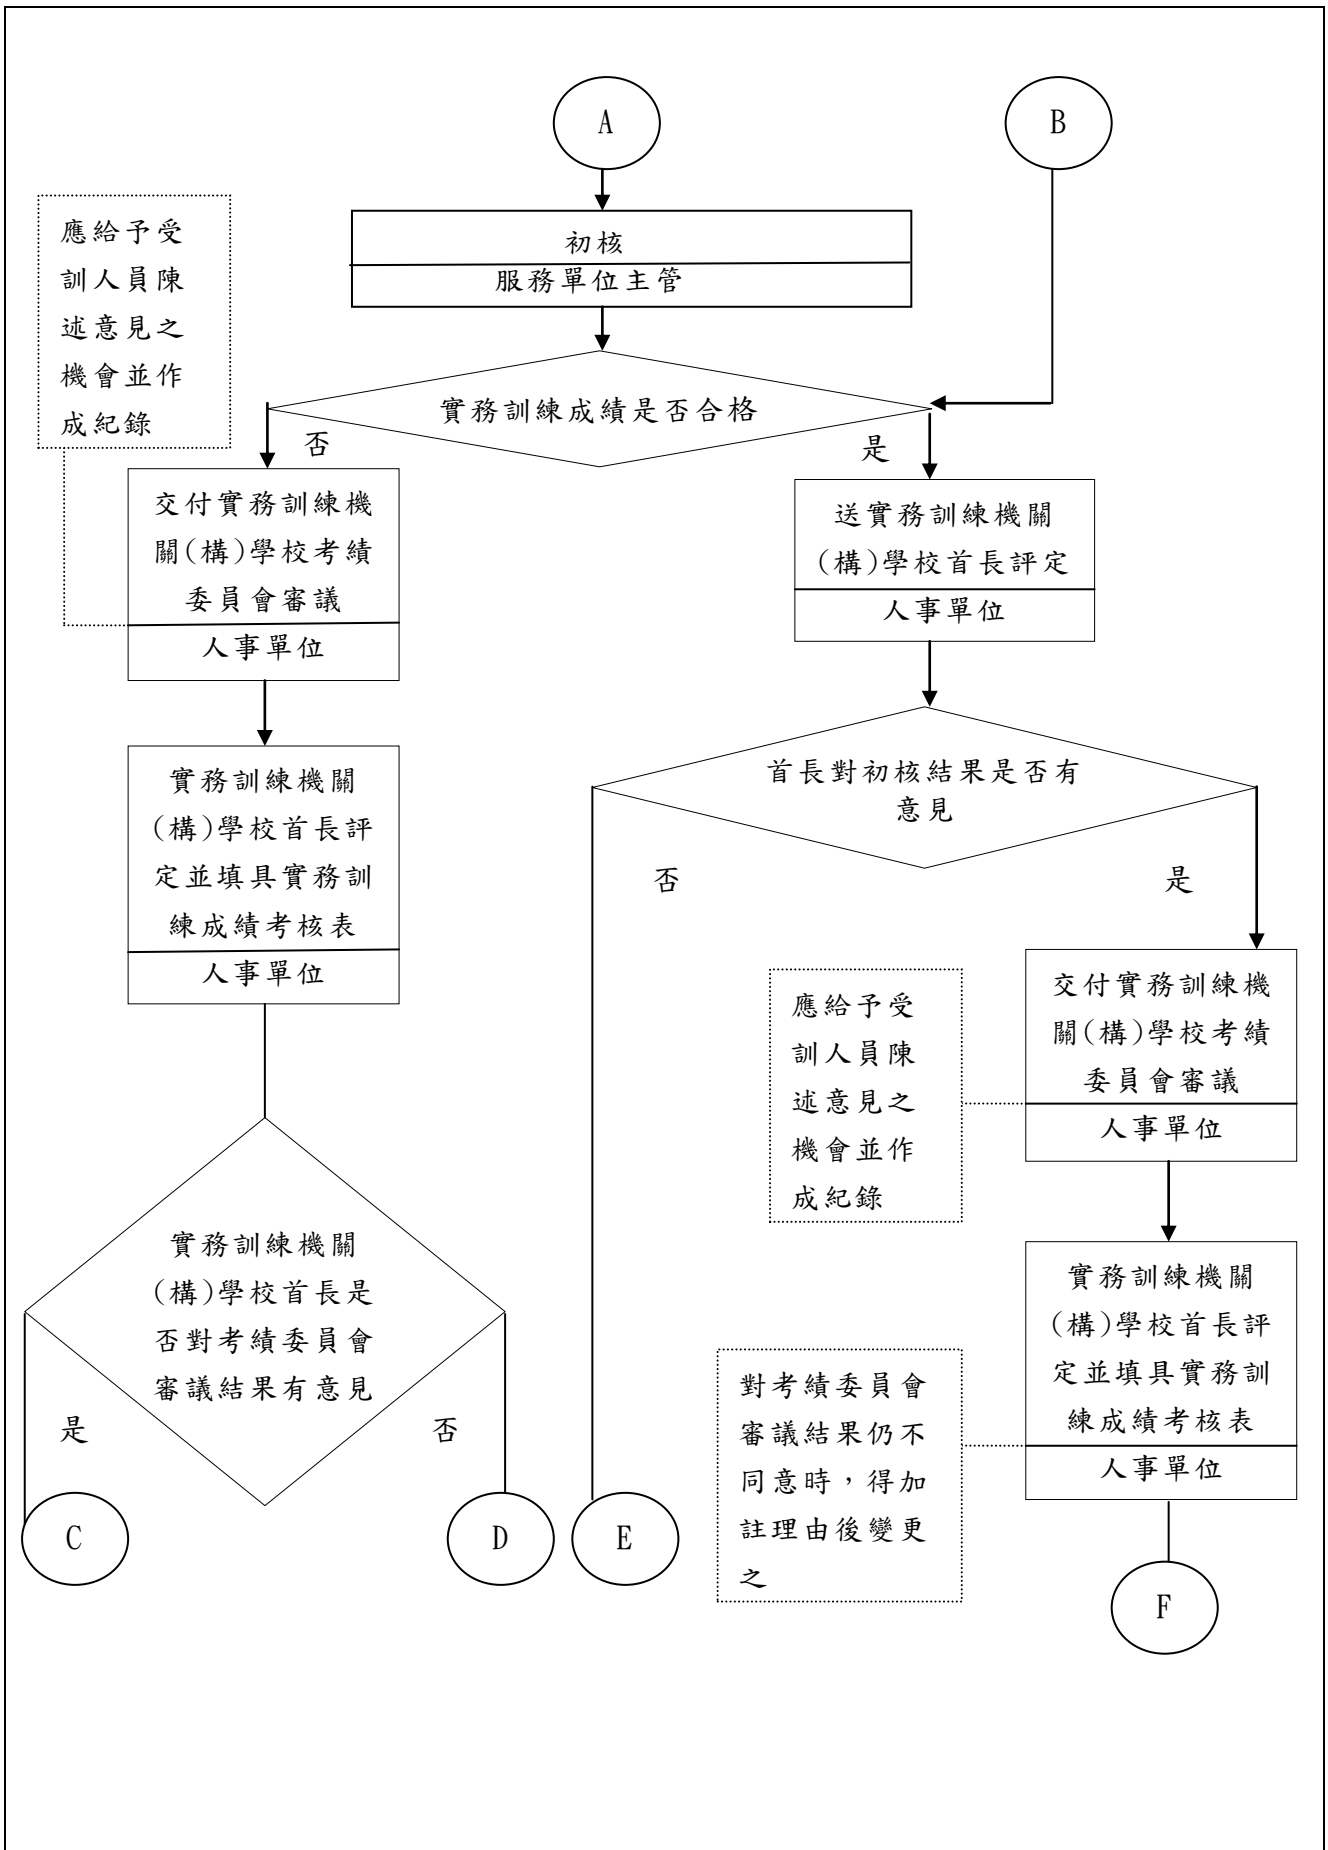 A
B
應給予受
訓人員陳
述意見之
機會並作
成紀錄
初核
服務單位主管
實務訓練成績是否合格
否
是
交付實務訓練機
關(構)學校考績
委員會審議
人事單位
送實務訓練機關
(構)學校首長評定
人事單位
實務訓練機關
(構)學校首長評
定並填具實務訓
練成績考核表
人事單位
首長對初核結果是否有
意見
否
是
應給予受
訓人員陳
述意見之
機會並作
成紀錄
交付實務訓練機
關(構)學校考績
委員會審議
人事單位
實務訓練機關
(構)學校首長是
否對考績委員會
審議結果有意見
是
否
對考績委員會
審議結果仍不
同意時，得加
註理由後變更
之
實務訓練機關
(構)學校首長評
定並填具實務訓
練成績考核表
人事單位
C
D
E
F